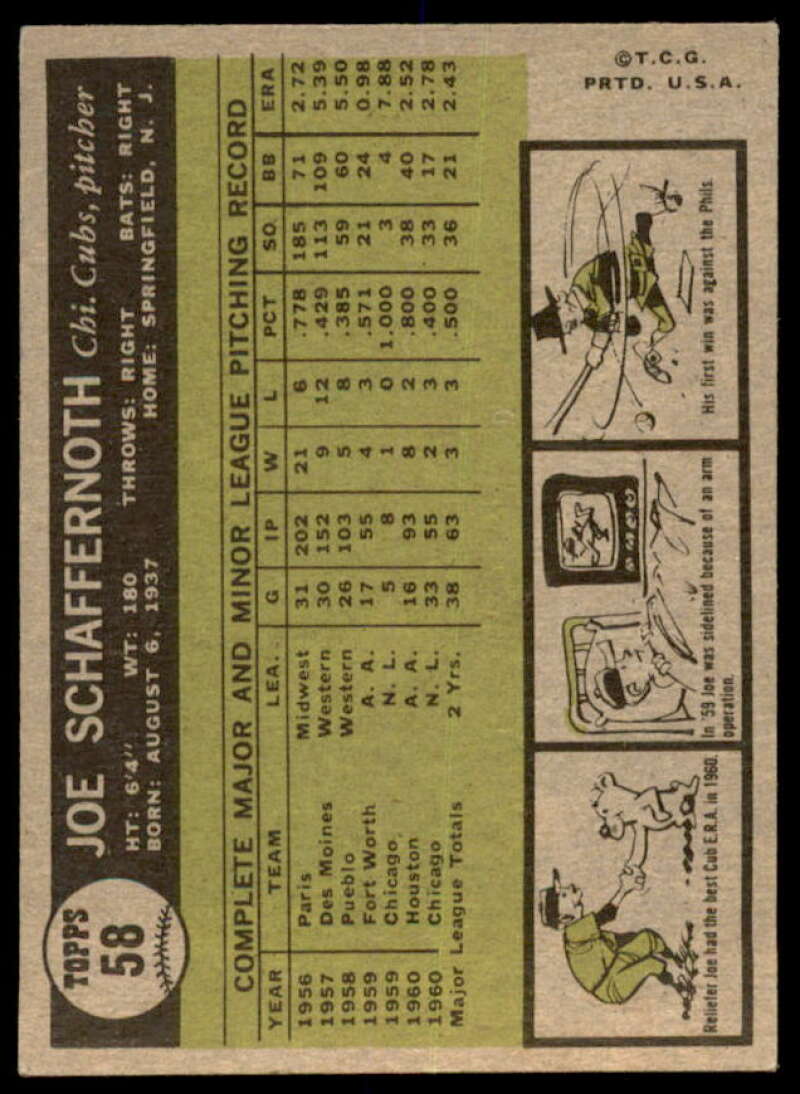 TOPPS
58
JOE SCHAFFERNOTH Chi. Cubs, pitcher
HT: 6'4" WT: 180 THROWS: RIGHT BATS: RIGHT
BORN: AUGUST 6, 1937 HOME: SPRINGFIELD, N. J.
COMPLETE MAJOR AND MINOR LEAGUE PITCHING RECORD
YEAR TEAM LEA. G IP W L PCT SO BB ERA
1956 Paris Midwest 31 202 21 6 .778 185 71 2.72
1957 Des Moines Western 30 152 9 12 .429 113 109 5.39
1958 Pueblo Western 26 103 5 8 .385 59 60 5.50
1959 Fort Worth A. A. 17 55 4 3 .571 21 24 0.98
1959 Chicago N. L. 5 8 1 0 1.000 3 4 7.88
1960 Houston A. A. 16 93 8 2 .800 38 40 2.52
1960 Chicago N. L. 33 55 2 3 .400 33 17 2.78
Major League Totals 2 Yrs. 38 63 3 3 .500 36 21 2.43
Reliefer Joe had the best Cub E.R.A. in 1960.
In '59 Joe was sidelined because of an arm
operation.
His first win was against the Phils.
©T.C.G.
PRTD. U.S.A.